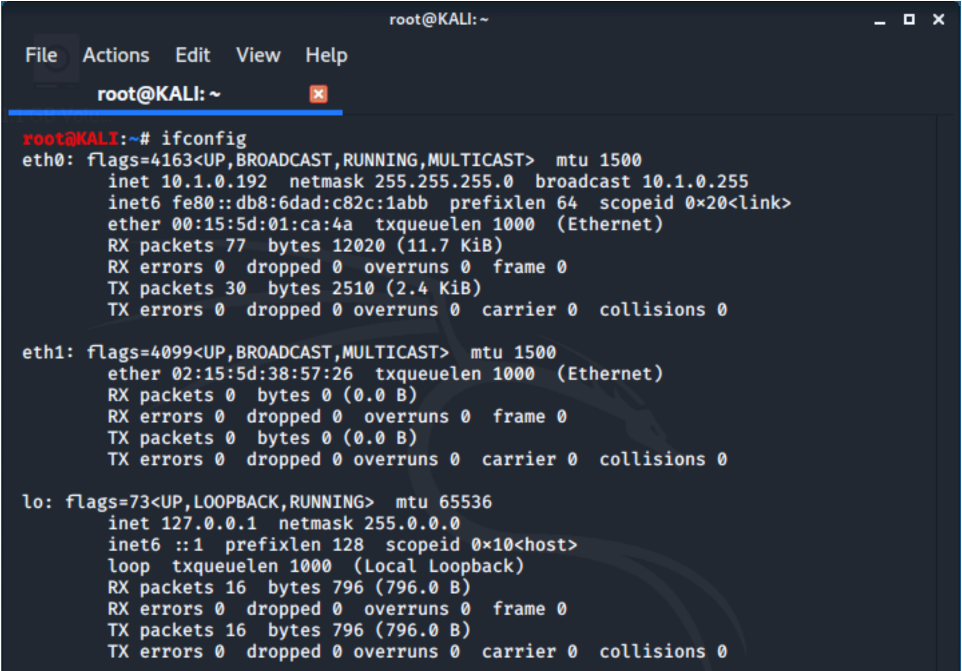 root@KALI: ~
File Actions Edit View Help
root@KALI: ~
root@KALI:~# ifconfig
eth0: flags=4163<UP,BROADCAST,RUNNING,MULTICAST>  mtu 1500
        inet 10.1.0.192  netmask 255.255.255.0  broadcast 10.1.0.255
        inet6 fe80::db8:6dad:c82c:1abb  prefixlen 64  scopeid 0×20<link>
        ether 00:15:5d:01:ca:4a  txqueuelen 1000  (Ethernet)
        RX packets 77  bytes 12020 (11.7 KiB)
        RX errors 0  dropped 0  overruns 0  frame 0
        TX packets 30  bytes 2510 (2.4 KiB)
        TX errors 0  dropped 0 overruns 0  carrier 0  collisions 0
eth1: flags=4099<UP,BROADCAST,MULTICAST>  mtu 1500
        ether 02:15:5d:38:57:26  txqueuelen 1000  (Ethernet)
        RX packets 0  bytes 0 (0.0 B)
        RX errors 0  dropped 0  overruns 0  frame 0
        TX packets 0  bytes 0 (0.0 B)
        TX errors 0  dropped 0 overruns 0  carrier 0  collisions 0
lo: flags=73<UP,LOOPBACK,RUNNING>  mtu 65536
        inet 127.0.0.1  netmask 255.0.0.0
        inet6 ::1  prefixlen 128  scopeid 0×10<host>
        loop  txqueuelen 1000  (Local Loopback)
        RX packets 16  bytes 796 (796.0 B)
        RX errors 0  dropped 0  overruns 0  frame 0
        TX packets 16  bytes 796 (796.0 B)
        TX errors 0  dropped 0 overruns 0  carrier 0  collisions 0